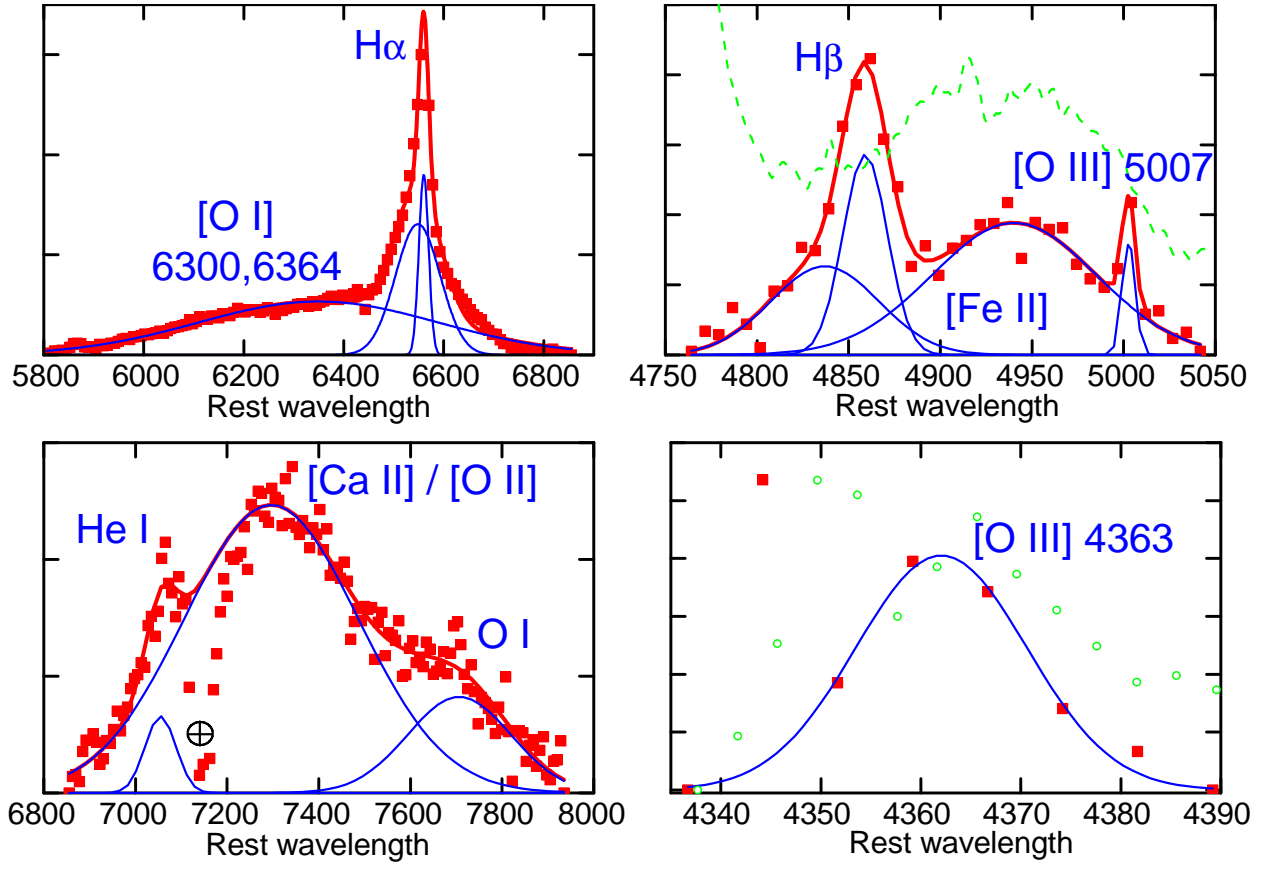 Hα
[O I]
6300,6364
5800 6000 6200 6400 6600 6800
Rest wavelength
Hβ
[O III] 5007
[Fe II]
4750 4800 4850 4900 4950 5000 5050
Rest wavelength
[Ca II] / [O II]
He I
O I
6800 7000 7200 7400 7600 7800 8000
Rest wavelength
[O III] 4363
4340 4350 4360 4370 4380 4390
Rest wavelength